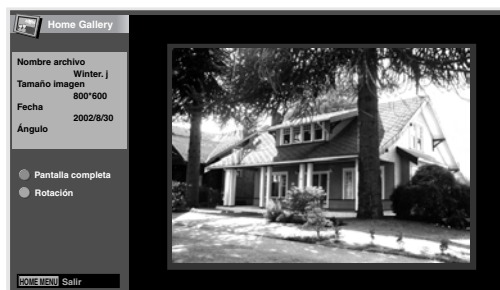 Home Gallery
Nombre archivo
Winter. j
Tamaño imagen
800*600
Fecha
2002/8/30
Ángulo
Pantalla completa
Rotación
HOME MENU Salir